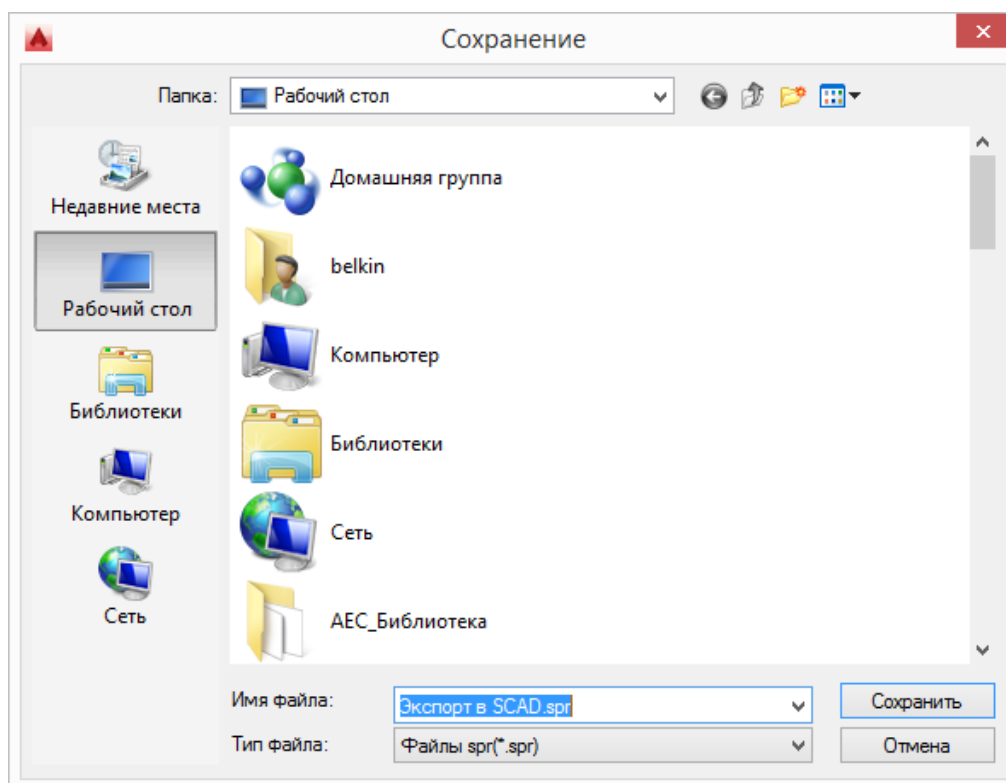 Сохранение
Папка: Рабочий стол
Недавние места
Рабочий стол
Библиотеки
Компьютер
Сеть
Домашняя группа
belkin
Компьютер
Библиотеки
Сеть
АЕС_Библиотека
Имя файла: Экспорт в SCAD.spr
Сохранить
Тип файла: Файлы spr(*.spr)
Отмена